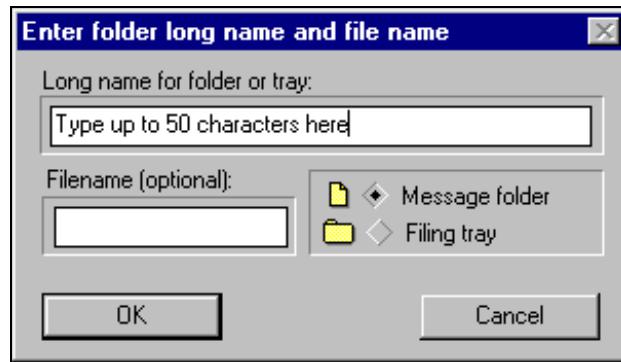 Enter folder long name and file name
Long name for folder or tray:
Type up to 50 characters here
Filename (optional):
Message folder
Filing tray
OK
Cancel